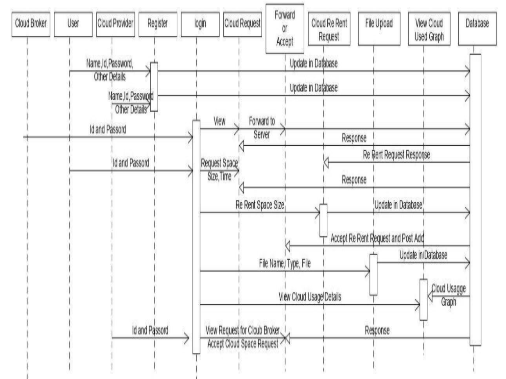 Cloud Broker
User
Cloud Provider
Register
login
Cloud Request
Forward
or
Accept
Cloud Re Rent
Request
File Upload
View Cloud
Used Graph
Database
Name,Id,Password,
Other Details
Update in Database
Name,Id,Password
Other Details
Update in Database
Id and Passord
View
Forward to
Server
Response
Re Rent Request Response
Id and Passord
Request Space
Size,Time
Response
Re Rent Space Size
Update in Database
Accept Re Rent Request and Post Add
File Name, Type, File
Update in Database
View Cloud Usage Details
Cloud Usagge
Graph
Id and Passord
View Request for Cloub Broker
Accept Cloud Space Request
Response